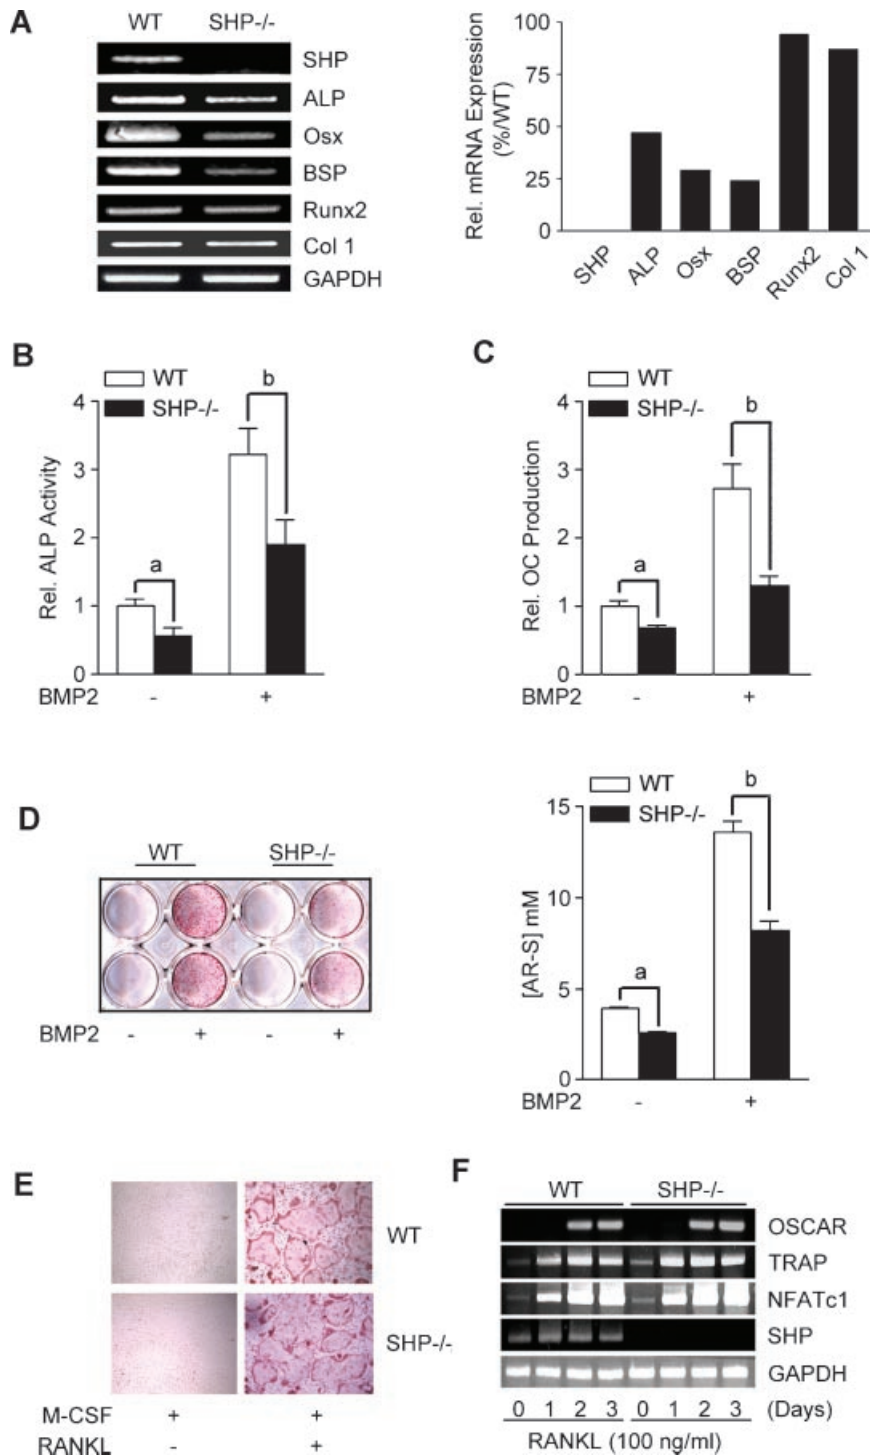 A
WT SHP-/-
SHP
ALP
Osx
BSP
Runx2
Col 1
GAPDH
Rel. mRNA Expression
(%/WT)
100
75
50
25
0
SHP ALP Osx BSP Runx2 Col 1
B
WT
SHP-/-
Rel. ALP Activity
4
3
2
1
0
a
b
BMP2 - +
C
WT
SHP-/-
Rel. OC Production
4
3
2
1
0
a
b
BMP2 - +
D
WT SHP-/-
BMP2 - + - +
WT
SHP-/-
[AR-S] mM
15
10
5
0
a
b
BMP2 - +
E
WT
SHP-/-
M-CSF + +
RANKL - +
F
WT SHP-/-
OSCAR
TRAP
NFATc1
SHP
GAPDH
0 1 2 3 0 1 2 3 (Days)
RANKL (100 ng/ml)